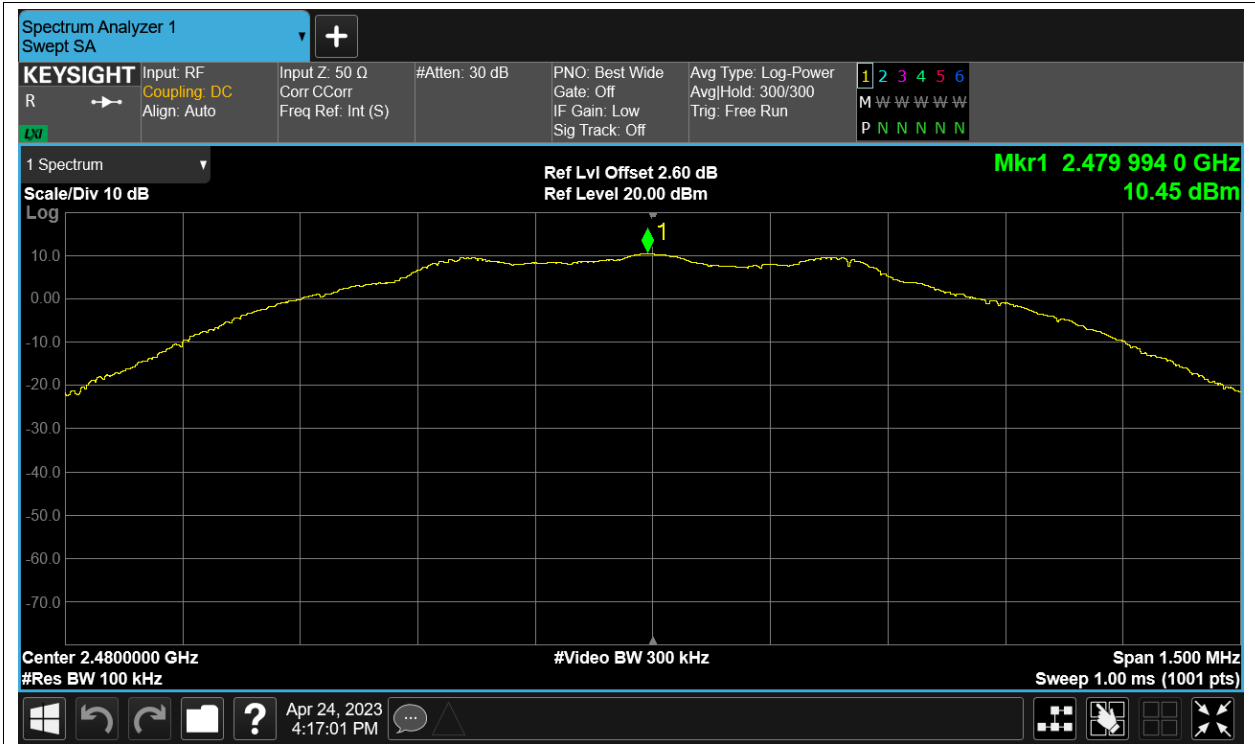 Spectrum Analyzer 1
Swept SA
+
KEYSIGHT
R
LXI
Input: RF
Coupling: DC
Align: Auto
Input Z: 50 Ω
Corr CCorr
Freq Ref: Int (S)
#Atten: 30 dB
PNO: Best Wide
Gate: Off
IF Gain: Low
Sig Track: Off
Avg Type: Log-Power
Avg|Hold: 300/300
Trig: Free Run
1 2 3 4 5 6
M W W W W W
P N N N N N
1 Spectrum
Scale/Div 10 dB
Log
Ref Lvl Offset 2.60 dB
Ref Level 20.00 dBm
Mkr1 2.479 994 0 GHz
10.45 dBm
1
10.0
0.00
-10.0
-20.0
-30.0
-40.0
-50.0
-60.0
-70.0
Center 2.4800000 GHz
#Res BW 100 kHz
#Video BW 300 kHz
Span 1.500 MHz
Sweep 1.00 ms (1001 pts)
?
Apr 24, 2023
4:17:01 PM